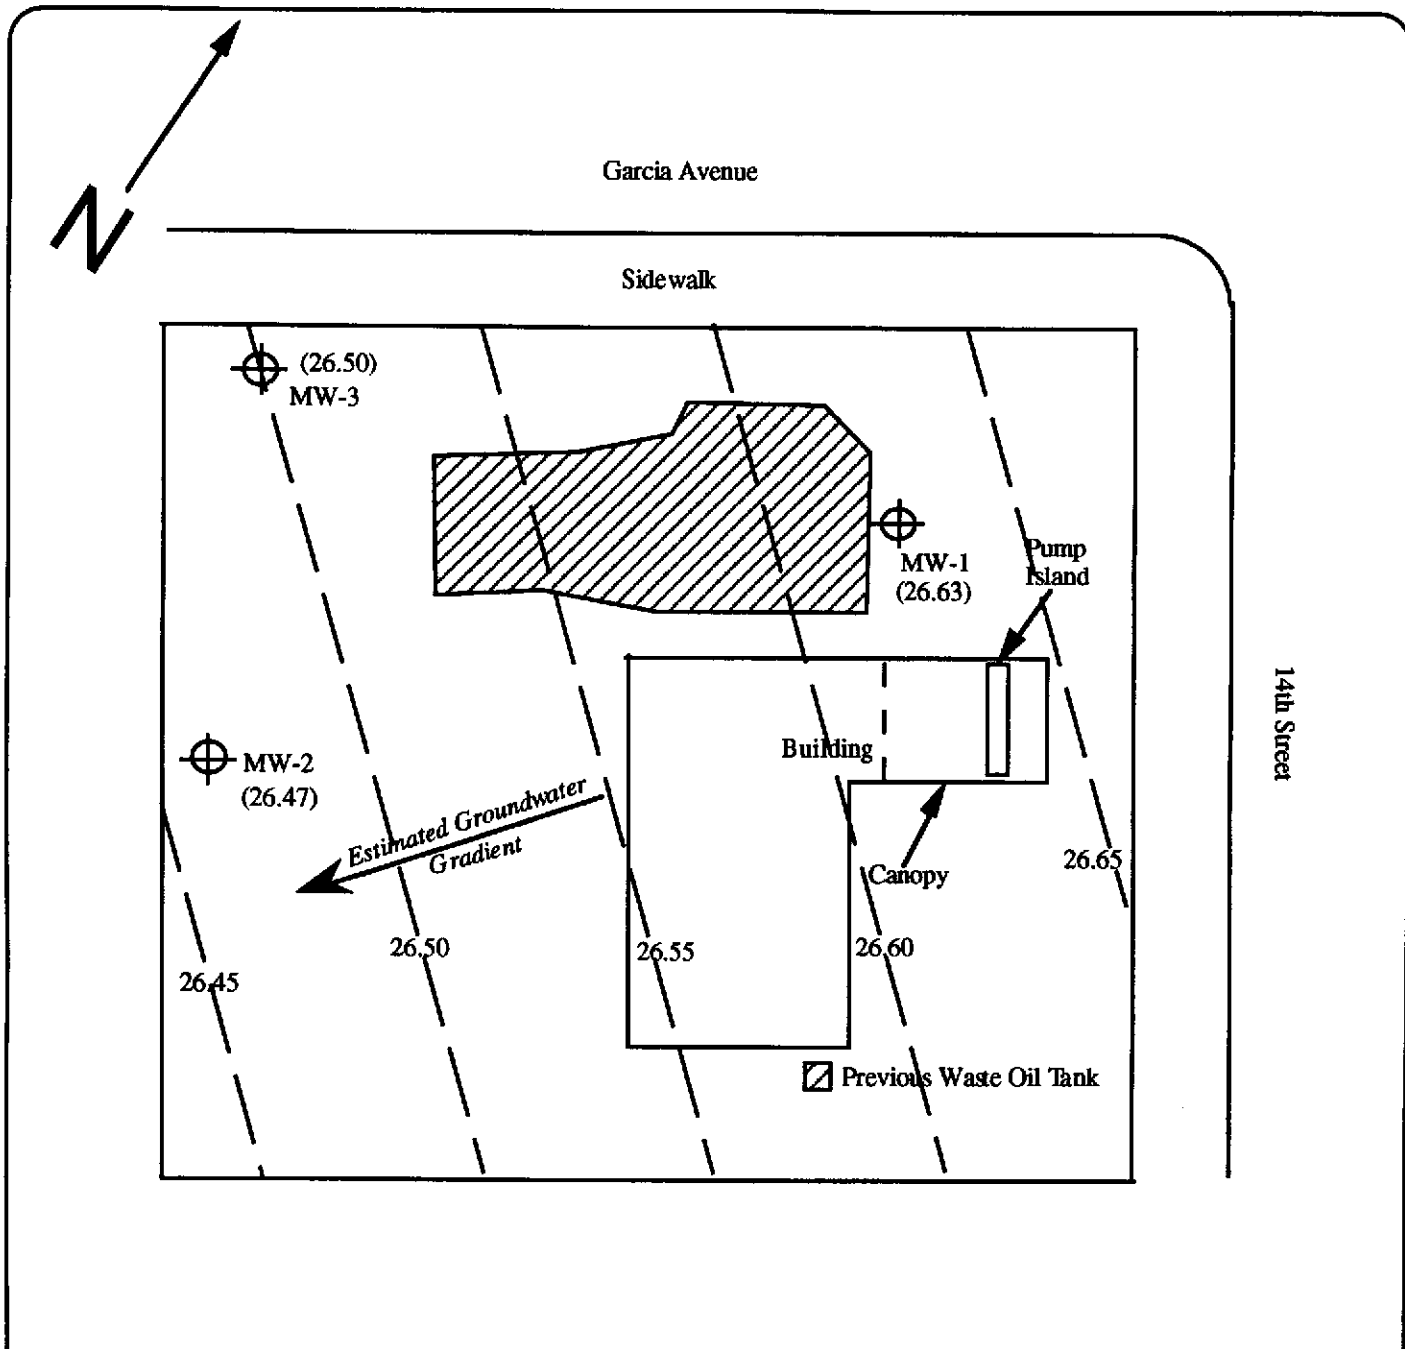 N
Garcia Avenue
Sidewalk
(26.50)
MW-3
MW-1
(26.63)
Pump
Island
14th Street
Building
MW-2
(26.47)
Estimated Groundwater
Gradient
Canopy
26.65
26.45
26.50
26.55
26.60
Previous Waste Oil Tank